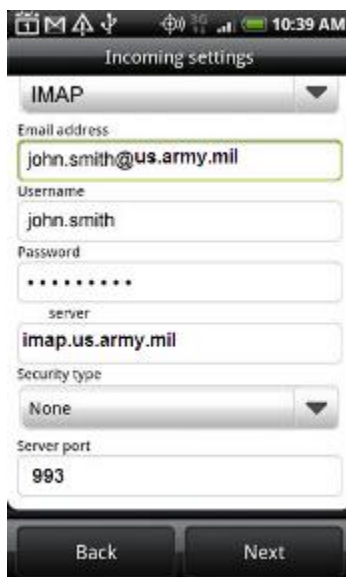 10:39 AM
Incoming settings
IMAP
Email address
john.smith@us.army.mil
Username
john.smith
Password
•••••••••
server
imap.us.army.mil
Security type
None
Server port
993
Back Next